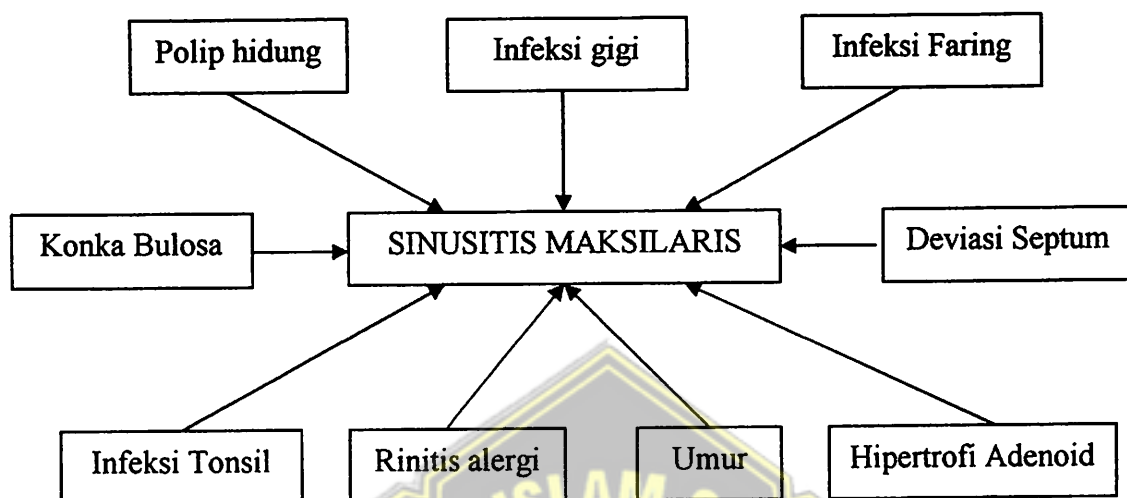 Polip hidung
Infeksi gigi
Infeksi Faring
Konka Bulosa
SINUSITIS MAKSILARIS
Deviasi Septum
Infeksi Tonsil
Rinitis alergi
Umur
Hipertrofi Adenoid
ISLAM